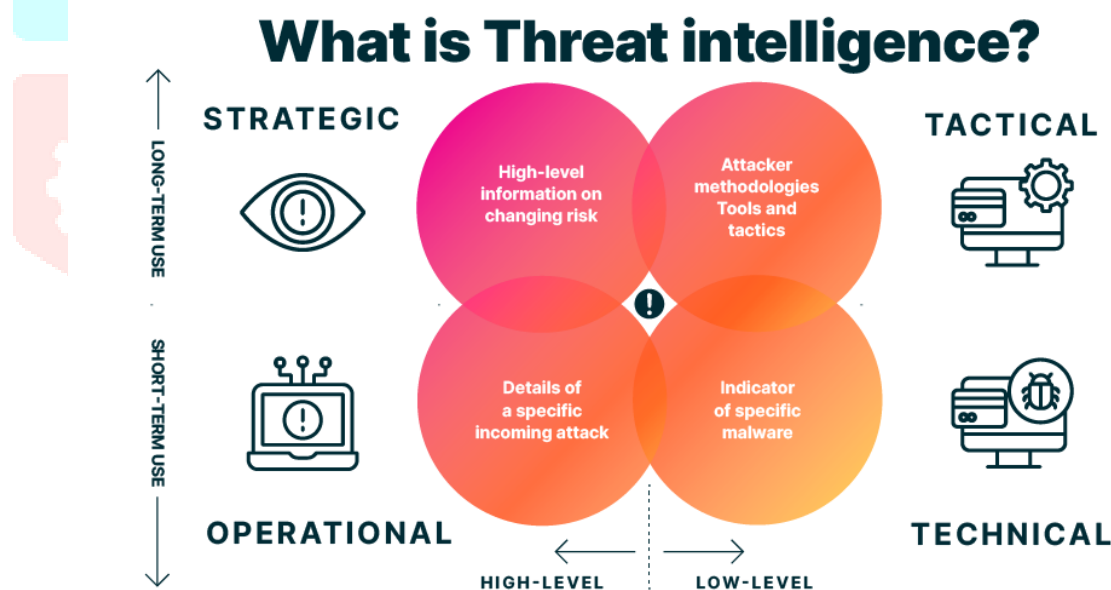 What is Threat intelligence?
STRATEGIC
TACTICAL
LONG-TERM USE
High-level
information on
changing risk
Attacker
methodologies
Tools and
tactics
SHORT-TERM USE
Details of
a specific
incoming attack
Indicator
of specific
malware
OPERATIONAL
TECHNICAL
HIGH-LEVEL
LOW-LEVEL